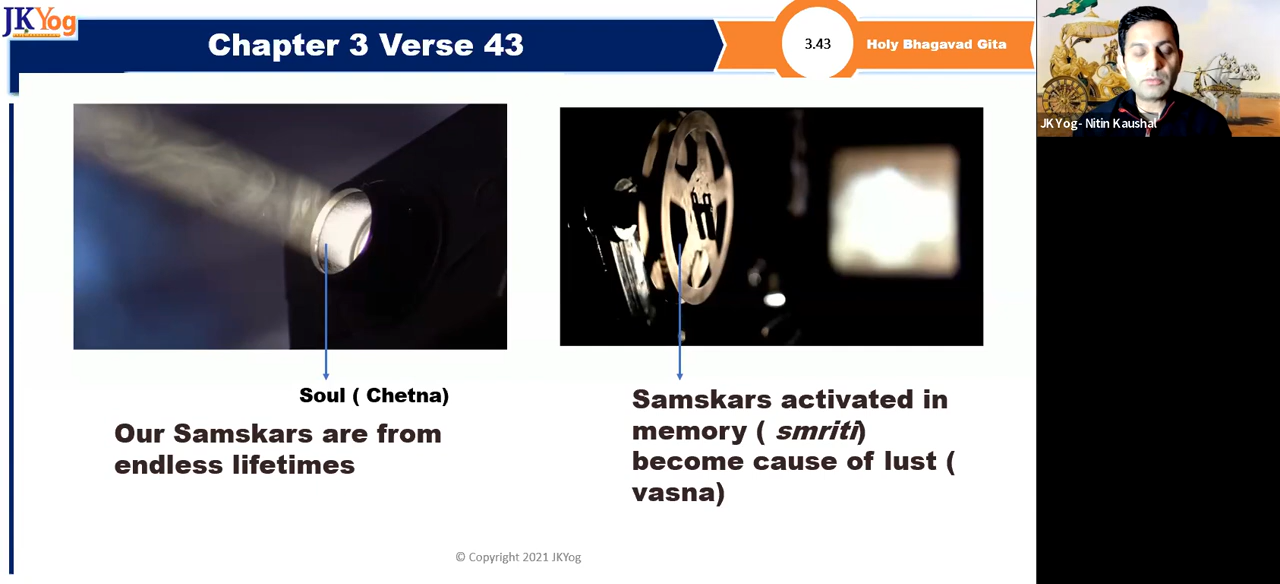 JKYog
Chapter 3 Verse 43
3.43
Holy Bhagavad Gita
JKYog- Nitin Kaushal
Soul ( Chetna)
Our Samskars are from
endless lifetimes
Samskars activated in
memory ( smriti)
become cause of lust (
vasna)
© Copyright 2021 JKYog